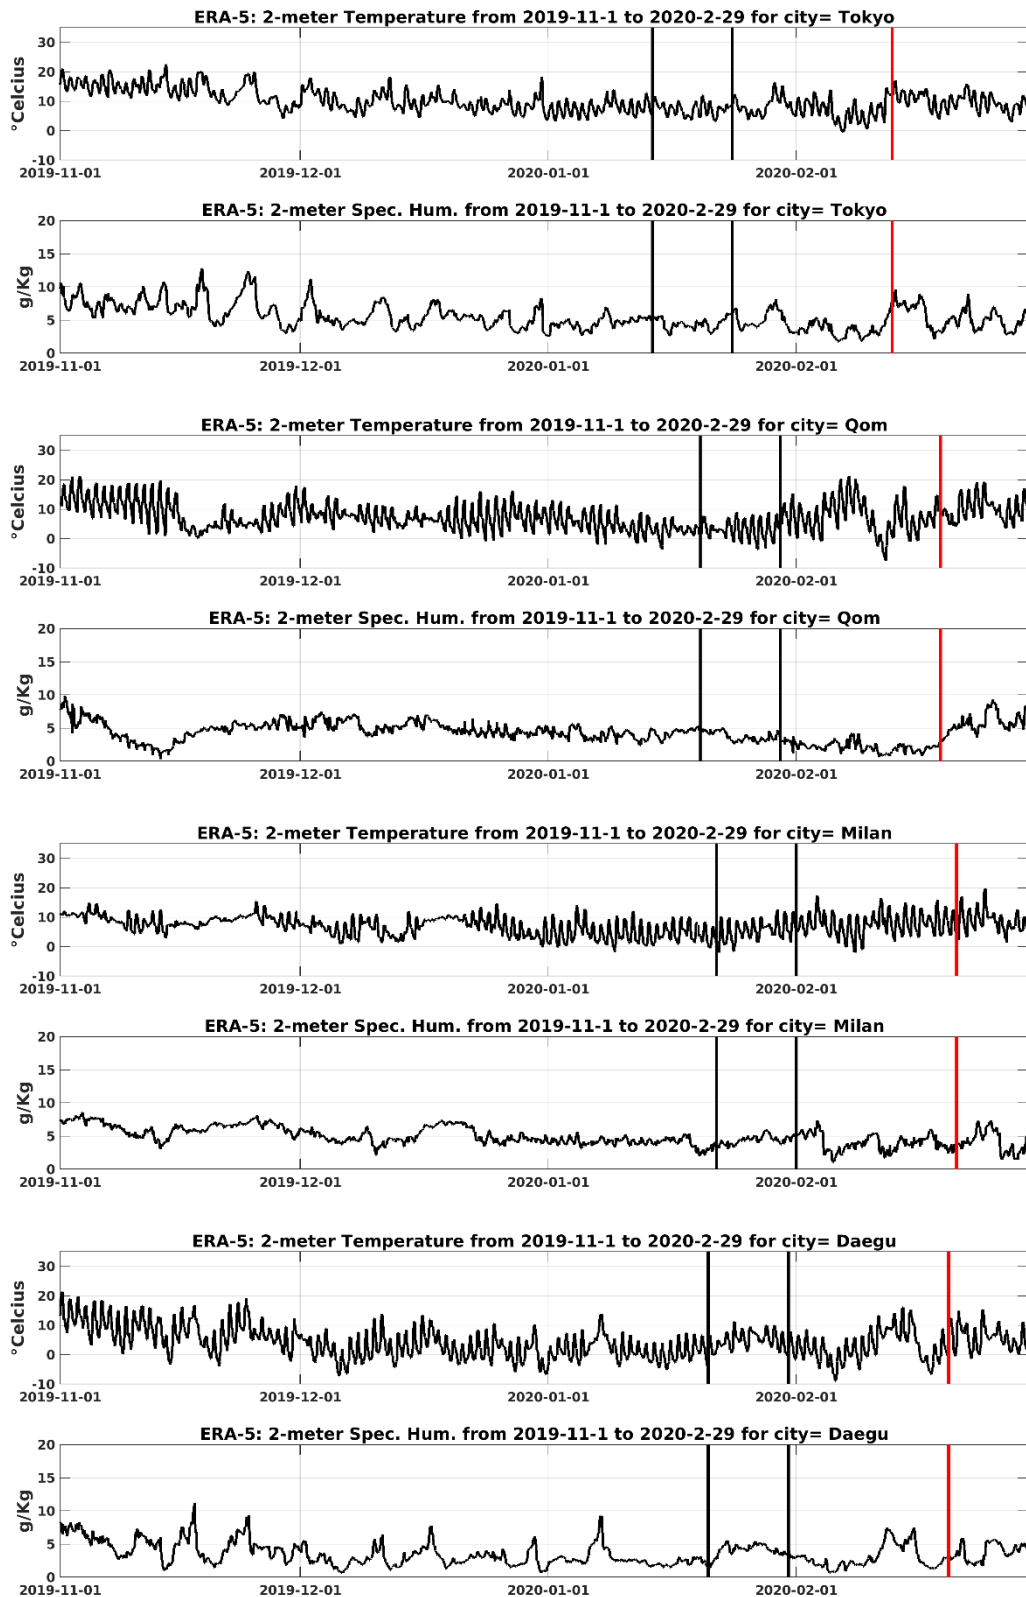 ERA-5: 2-meter Temperature from 2019-11-1 to 2020-2-29 for city= Tokyo
30
20
10
0
-10
°Celcius
2019-11-01 2019-12-01 2020-01-01 2020-02-01
ERA-5: 2-meter Spec. Hum. from 2019-11-1 to 2020-2-29 for city= Tokyo
20
15
10
5
0
g/Kg
2019-11-01 2019-12-01 2020-01-01 2020-02-01
ERA-5: 2-meter Temperature from 2019-11-1 to 2020-2-29 for city= Qom
30
20
10
0
-10
°Celcius
2019-11-01 2019-12-01 2020-01-01 2020-02-01
ERA-5: 2-meter Spec. Hum. from 2019-11-1 to 2020-2-29 for city= Qom
20
15
10
5
0
g/Kg
2019-11-01 2019-12-01 2020-01-01 2020-02-01
ERA-5: 2-meter Temperature from 2019-11-1 to 2020-2-29 for city= Milan
30
20
10
0
-10
°Celcius
2019-11-01 2019-12-01 2020-01-01 2020-02-01
ERA-5: 2-meter Spec. Hum. from 2019-11-1 to 2020-2-29 for city= Milan
20
15
10
5
0
g/Kg
2019-11-01 2019-12-01 2020-01-01 2020-02-01
ERA-5: 2-meter Temperature from 2019-11-1 to 2020-2-29 for city= Daegu
30
20
10
0
-10
°Celcius
2019-11-01 2019-12-01 2020-01-01 2020-02-01
ERA-5: 2-meter Spec. Hum. from 2019-11-1 to 2020-2-29 for city= Daegu
20
15
10
5
0
g/Kg
2019-11-01 2019-12-01 2020-01-01 2020-02-01